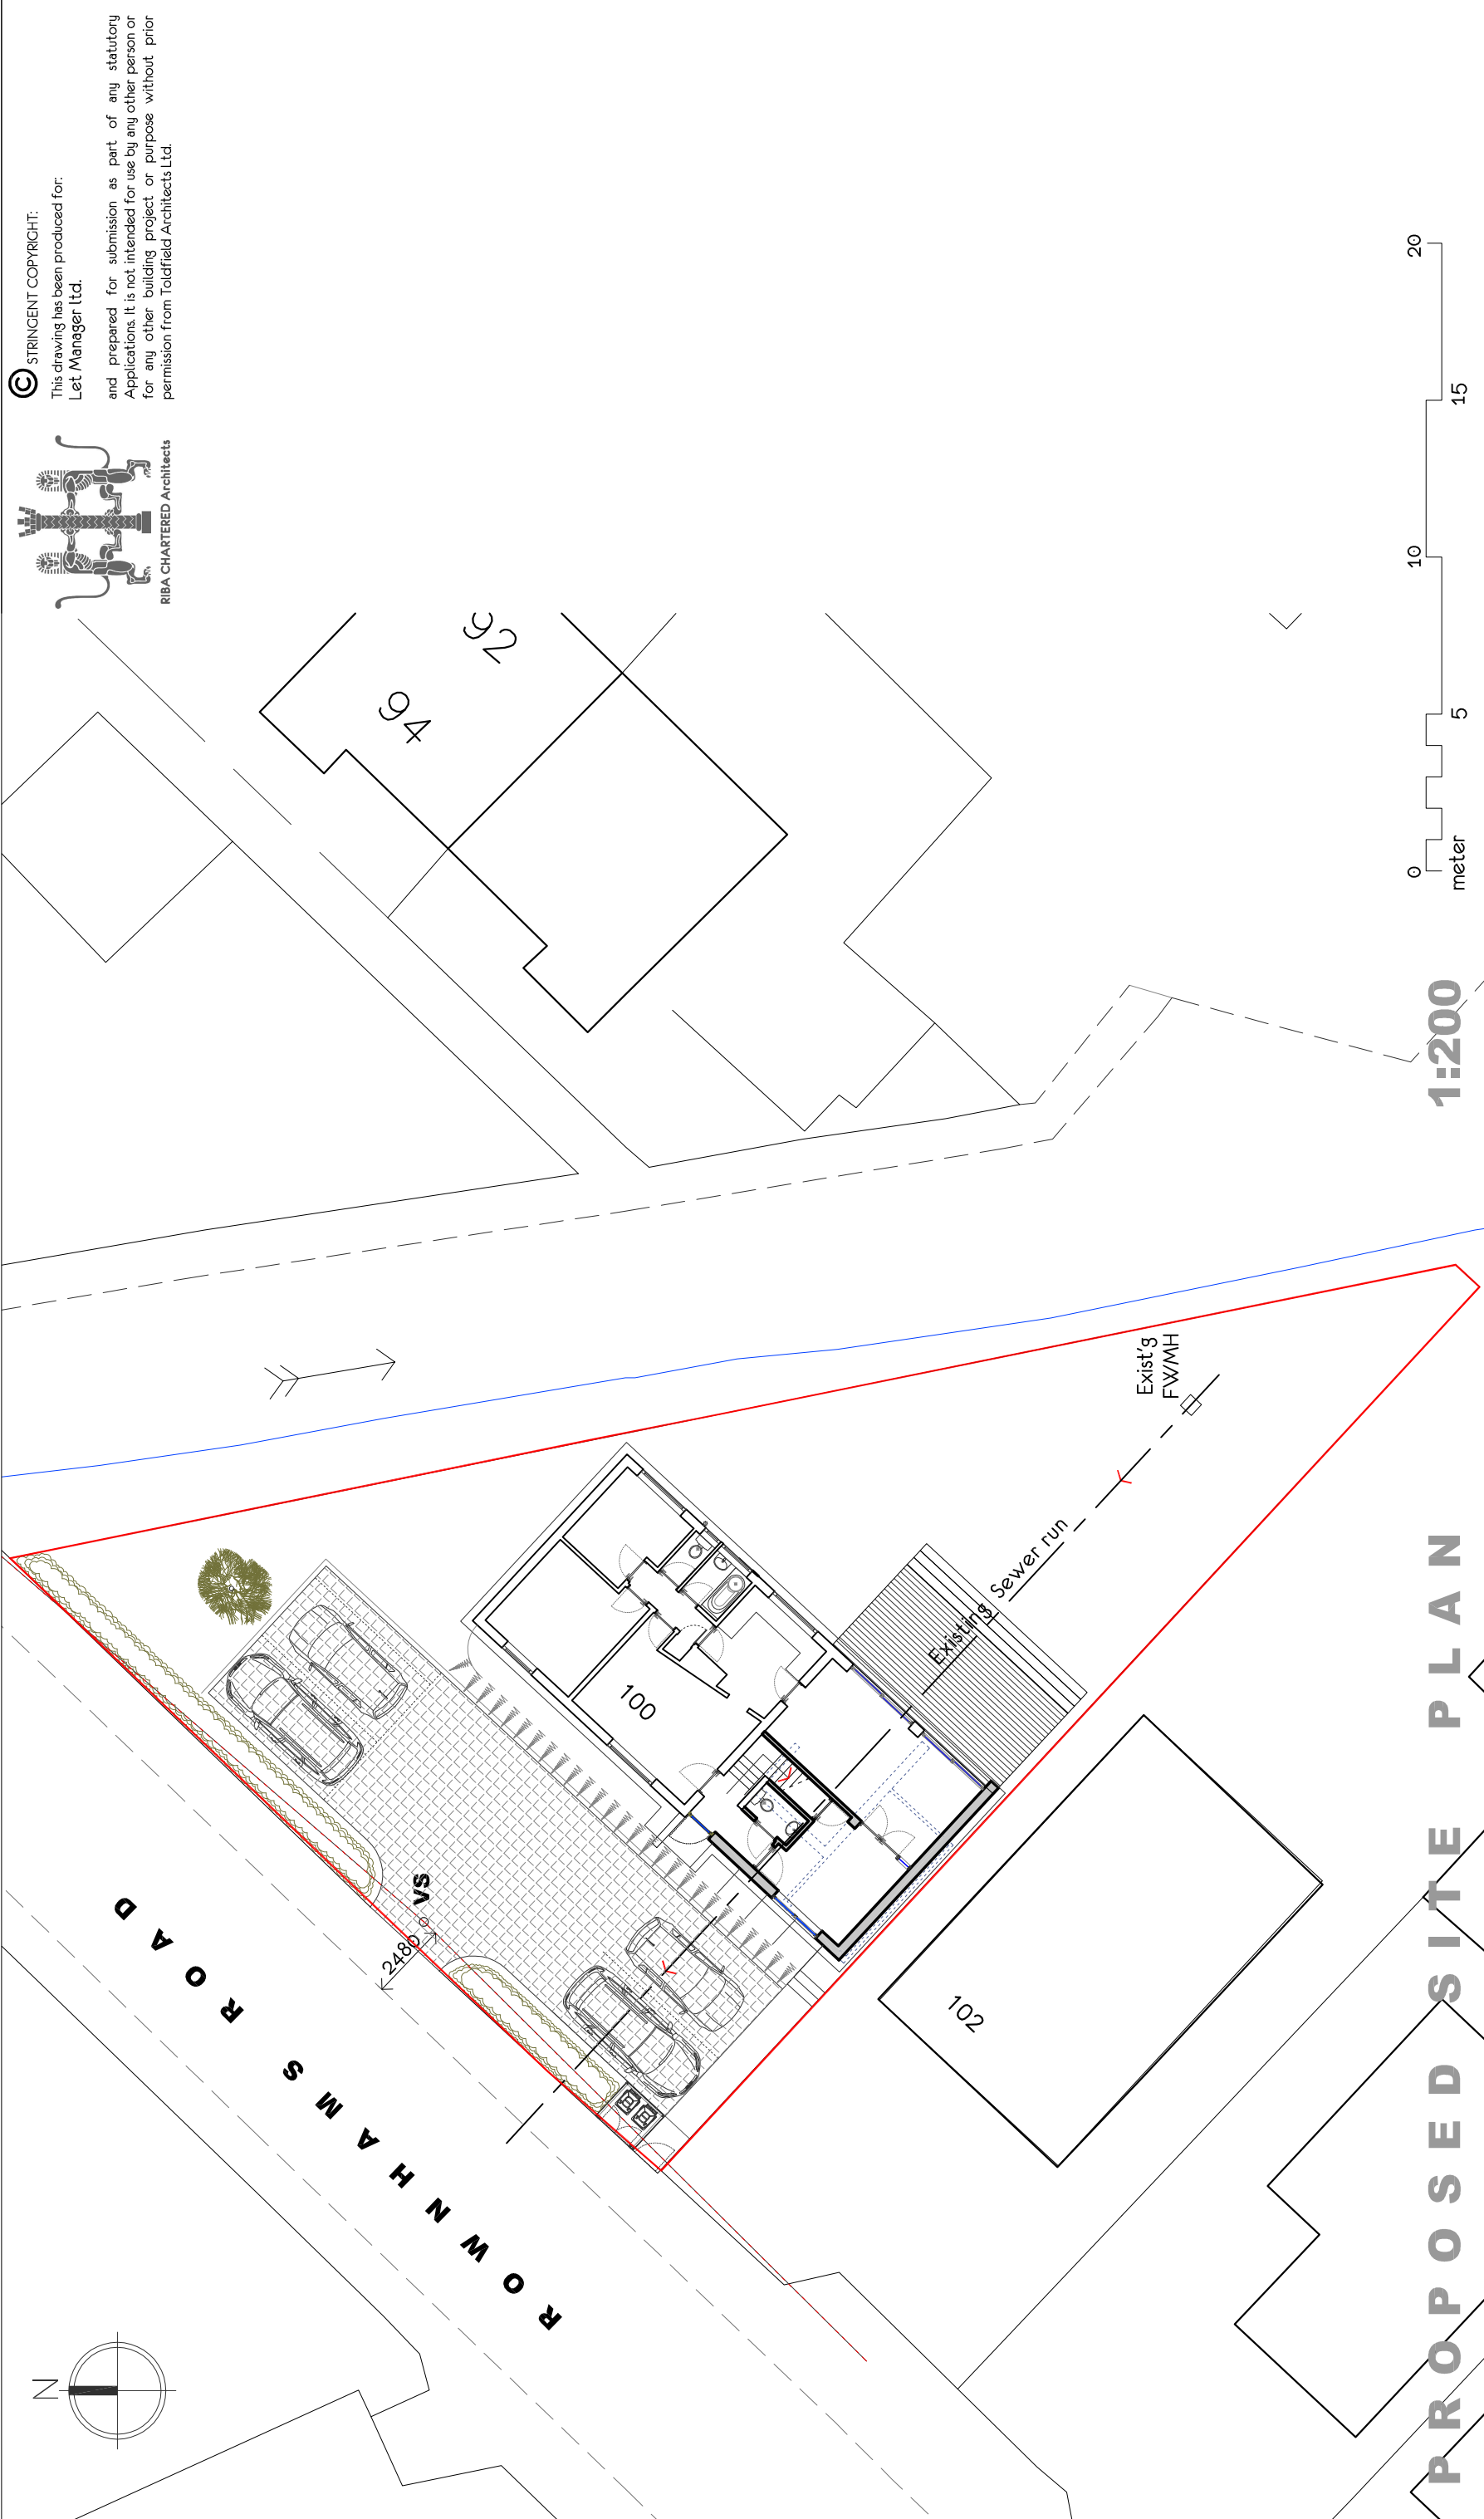 © STRINGENT COPYRIGHT:
This drawing has been produced for:
Let Manager ltd.
and prepared for submission as part of any statutory
Applications. It is not intended for use by any other person or
for any other building project or purpose without prior
permission from Toldfield Architects Ltd.
RIBA CHARTERED Architects
92
94
N
ROWNHAMS ROAD
2480
VS
100
102
Existing Sewer run
Exist'g
FWMH
0
5
10
15
20
meter
PROPOSED SITE PLAN 1:200